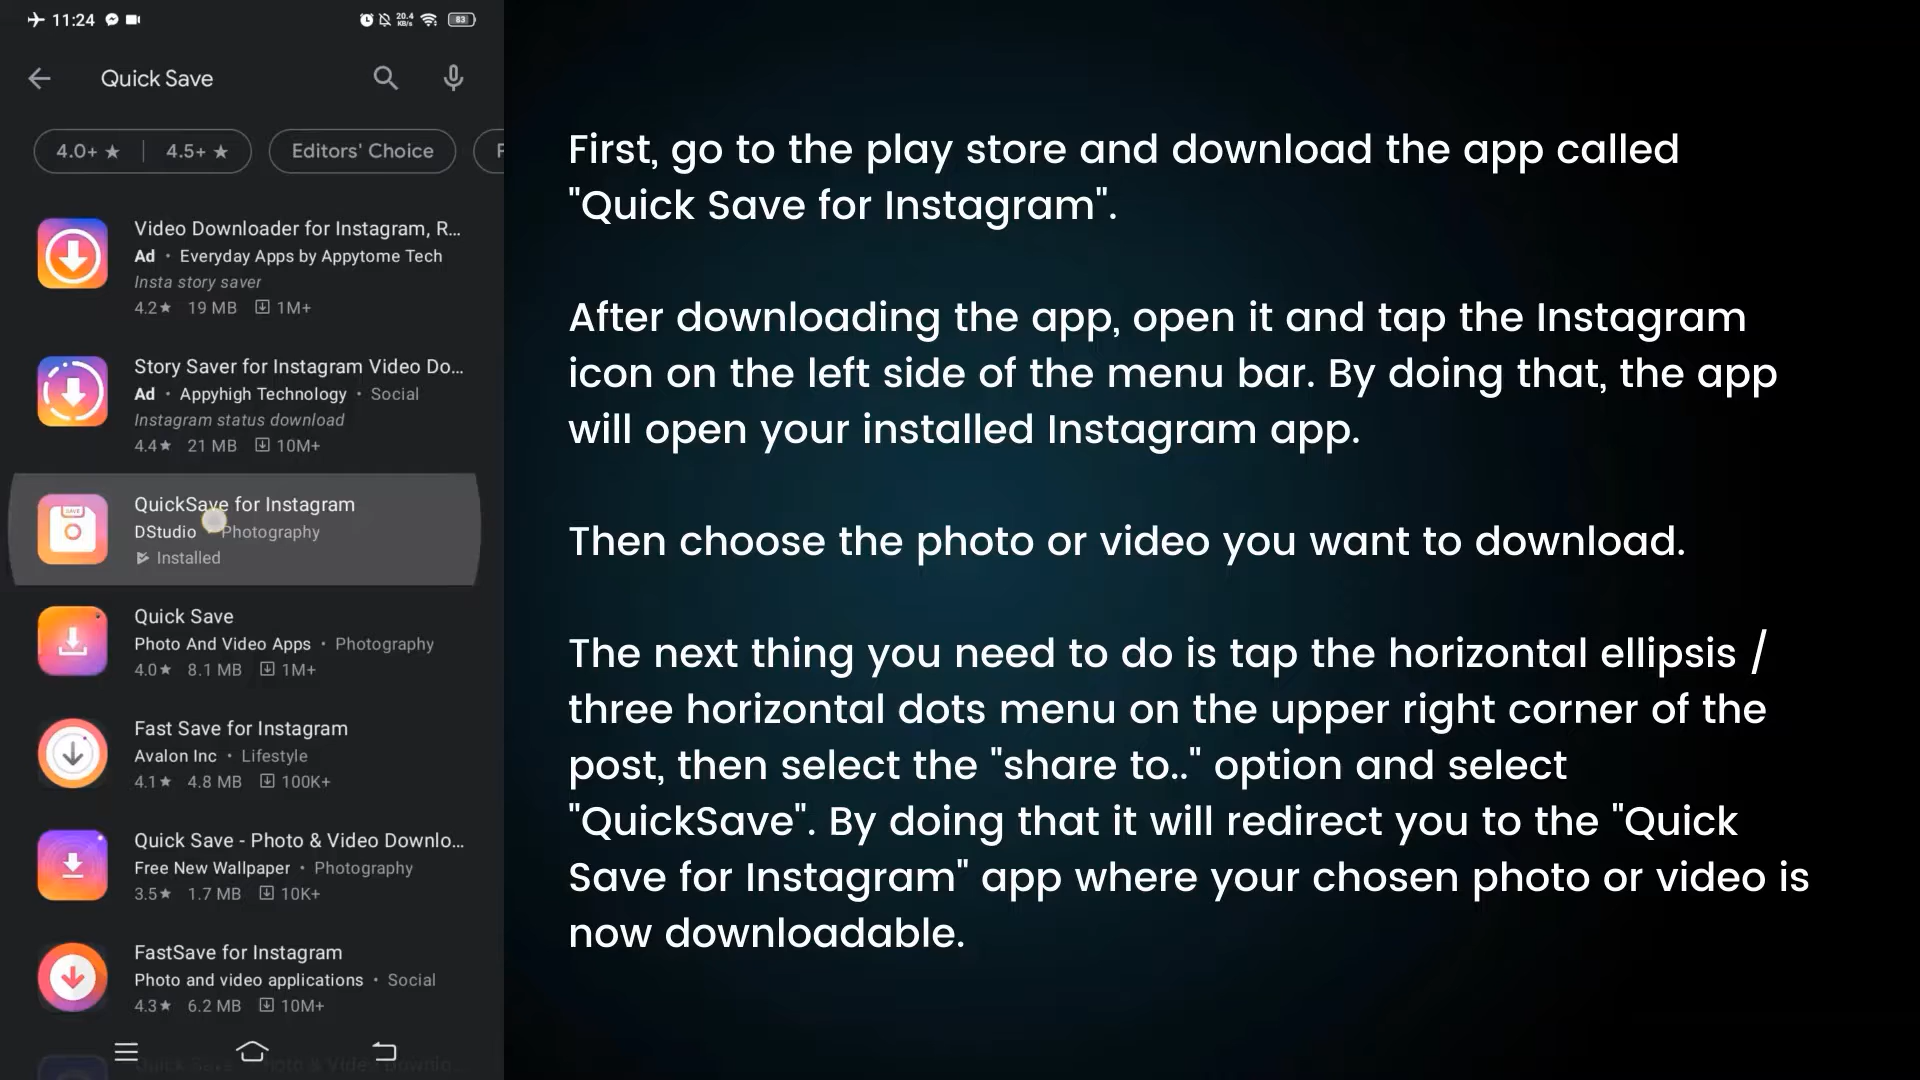 11:24
20.4
KB/s
83
Quick Save
4.0+ ★ 4.5+ ★ Editors' Choice
Video Downloader for Instagram, R...
Ad • Everyday Apps by Appytome Tech
Insta story saver
4.2★ 19 MB 1M+
Story Saver for Instagram Video Do...
Ad • Appyhigh Technology • Social
Instagram status download
4.4★ 21 MB 10M+
SAVE
QuickSave for Instagram
DStudio Photography
Installed
Quick Save
Photo And Video Apps • Photography
4.0★ 8.1 MB 1M+
Fast Save for Instagram
Avalon Inc • Lifestyle
4.1★ 4.8 MB 100K+
Quick Save - Photo & Video Downlo...
Free New Wallpaper • Photography
3.5★ 1.7 MB 10K+
FastSave for Instagram
Photo and video applications • Social
4.3★ 6.2 MB 10M+
Quick Save - Photo & Video Downlo...
First, go to the play store and download the app called
"Quick Save for Instagram".
After downloading the app, open it and tap the Instagram
icon on the left side of the menu bar. By doing that, the app
will open your installed Instagram app.
Then choose the photo or video you want to download.
The next thing you need to do is tap the horizontal ellipsis /
three horizontal dots menu on the upper right corner of the
post, then select the "share to.." option and select
"QuickSave". By doing that it will redirect you to the "Quick
Save for Instagram" app where your chosen photo or video is
now downloadable.